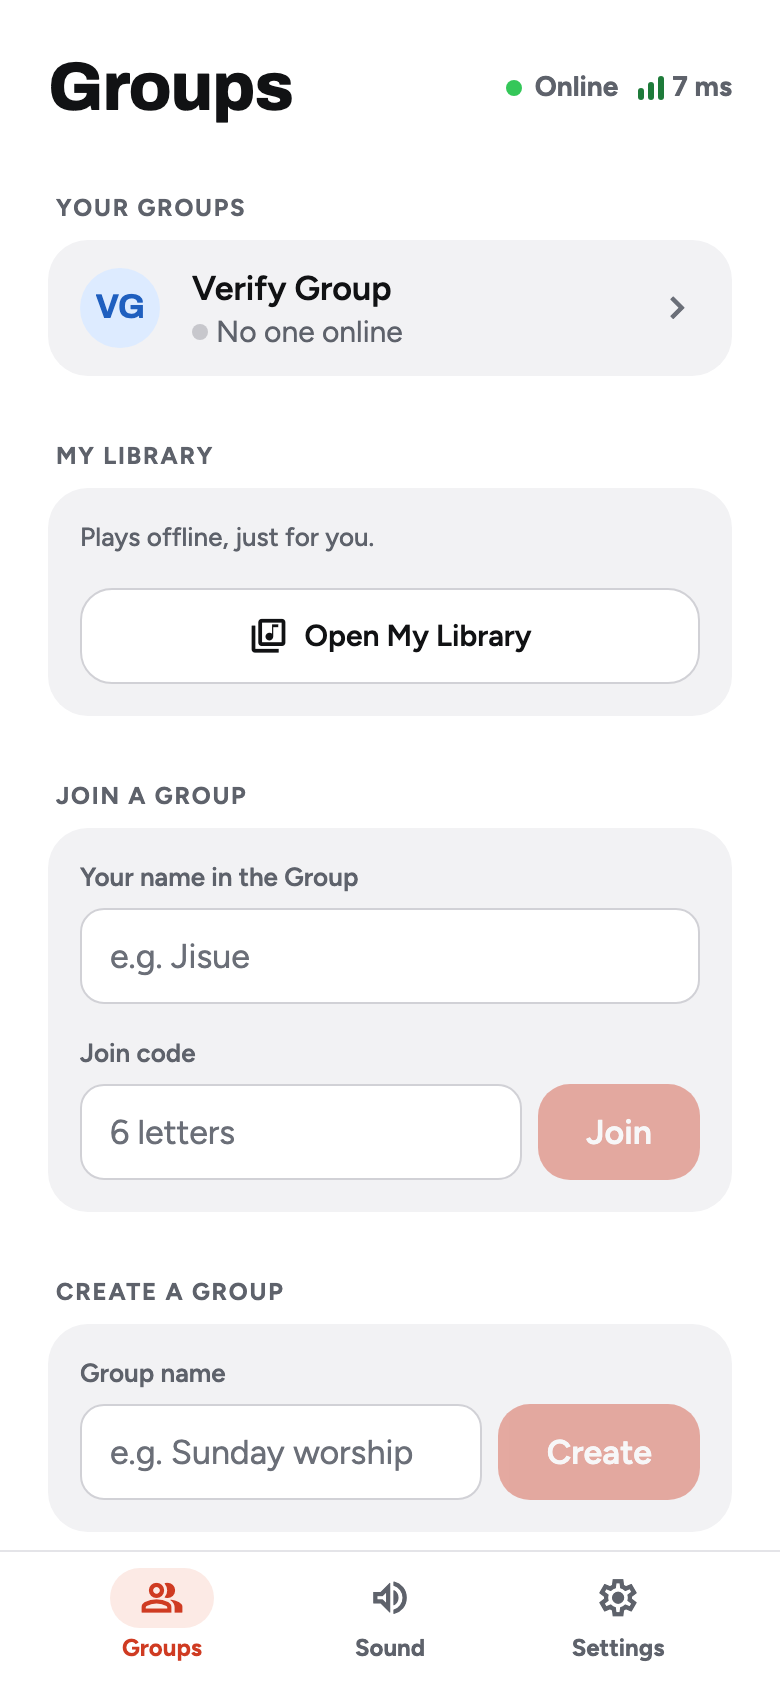 Groups
Online 7 ms
YOUR GROUPS
VG
Verify Group
No one online
MY LIBRARY
Plays offline, just for you.
Open My Library
JOIN A GROUP
Your name in the Group
e.g. Jisue
Join code
6 letters
Join
CREATE A GROUP
Group name
e.g. Sunday worship
Create
Groups
Sound
Settings